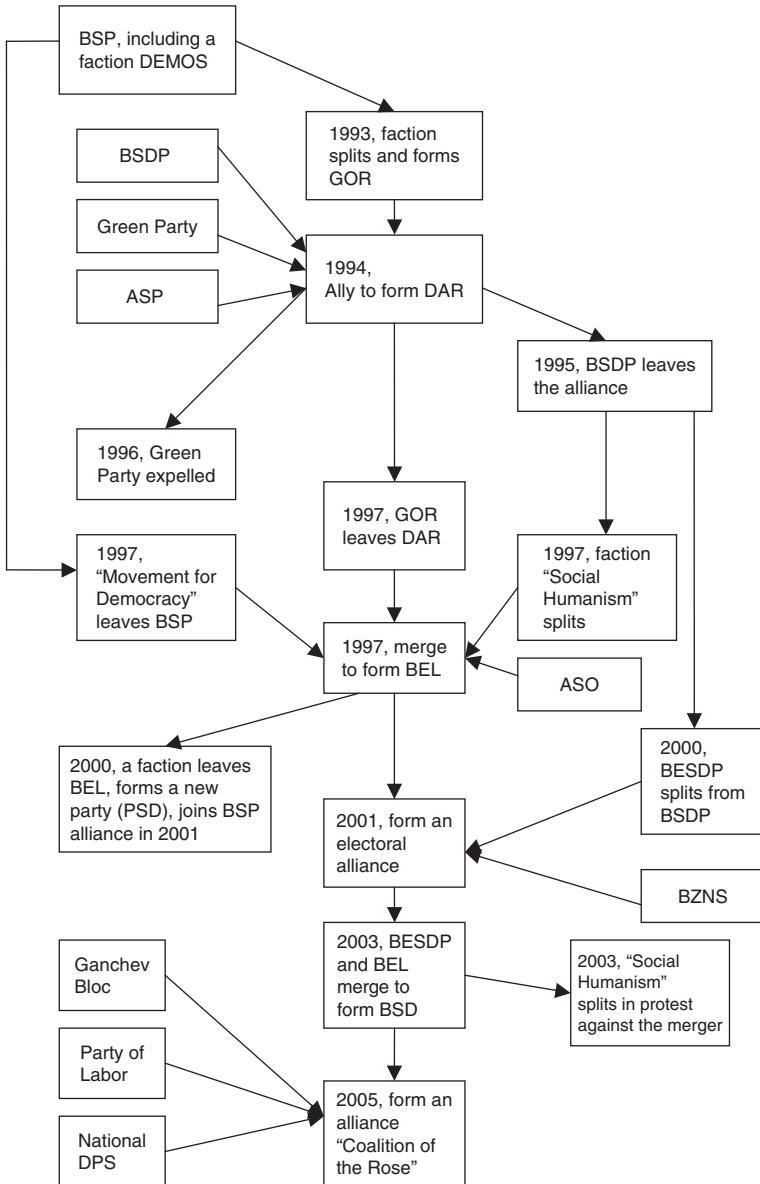 BSP, including a
faction DEMOS
1993, faction
splits and forms
GOR
BSDP
Green Party
ASP
1994,
Ally to form DAR
1995, BSDP leaves
the alliance
1996, Green
Party expelled
1997, GOR
leaves DAR
1997,
“Movement for
Democracy”
leaves BSP
1997, faction
“Social
Humanism”
splits
1997, merge
to form BEL
ASO
2000, a faction leaves
BEL, forms a new
party (PSD), joins BSP
alliance in 2001
2000,
BESDP
splits from
BSDP
2001, form an
electoral
alliance
BZNS
2003, BESDP
and BEL
merge to
form BSD
2003, “Social
Humanism”
splits in protest
against the merger
Ganchev
Bloc
Party of
Labor
National
DPS
2005, form an
alliance
“Coalition of
the Rose”